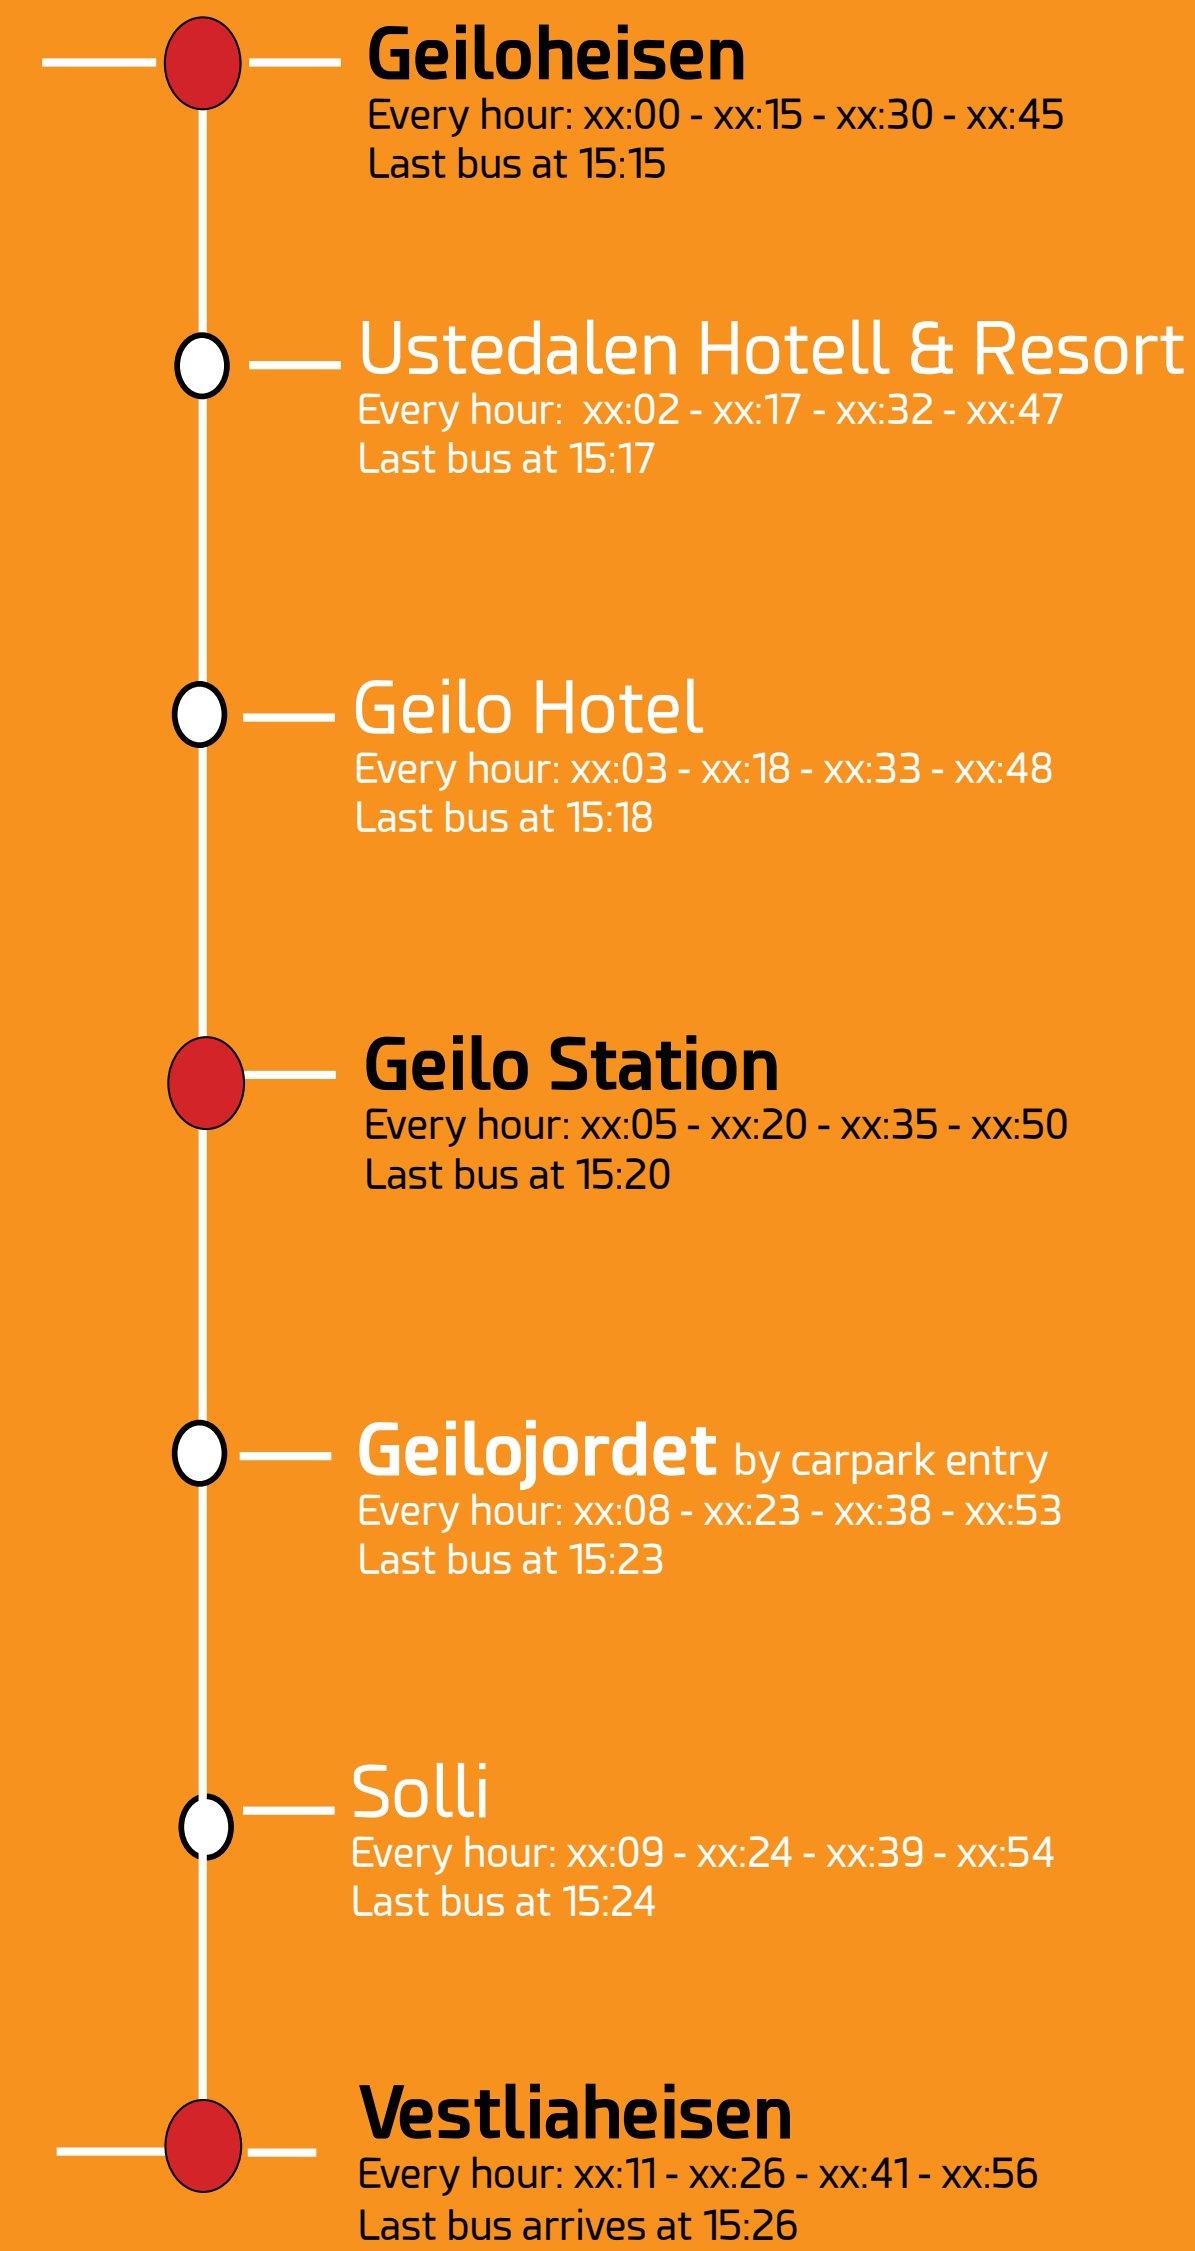 Geiloheisen
Every hour: xx:00 - xx:15 - xx:30 - xx:45
Last bus at 15:15
Ustedalen Hotell & Resort
Every hour: xx:02 - xx:17 - xx:32 - xx:47
Last bus at 15:17
Geilo Hotel
Every hour: xx:03 - xx:18 - xx:33 - xx:48
Last bus at 15:18
Geilo Station
Every hour: xx:05 - xx:20 - xx:35 - xx:50
Last bus at 15:20
Geilojordet by carpark entry
Every hour: xx:08 - xx:23 - xx:38 - xx:53
Last bus at 15:23
Solli
Every hour: xx:09 - xx:24 - xx:39 - xx:54
Last bus at 15:24
Vestliaheisen
Every hour: xx:11 - xx:26 - xx:41 - xx:56
Last bus arrives at 15:26